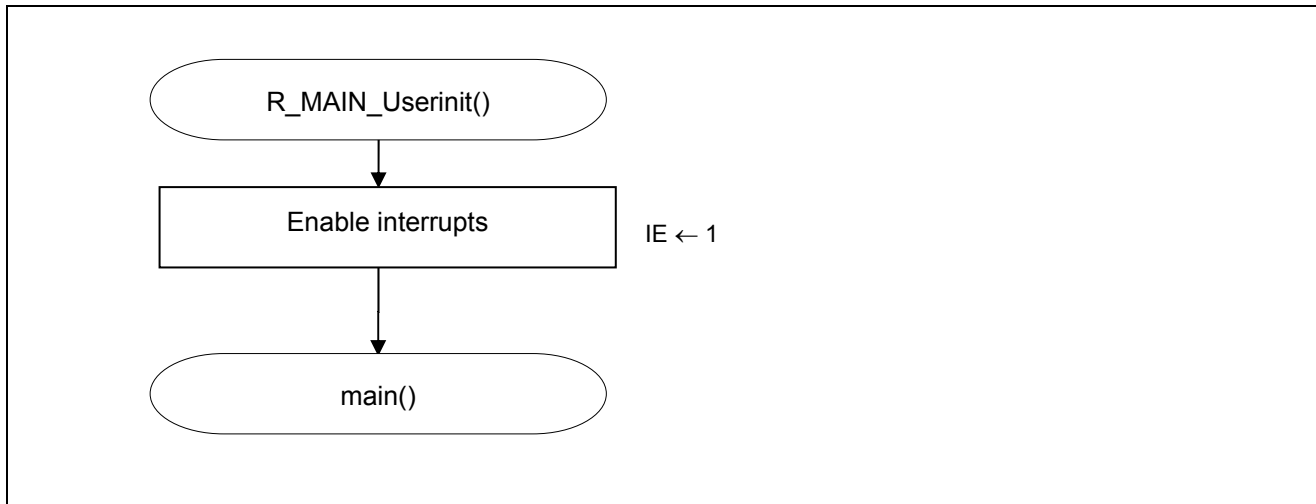 R_MAIN_Userinit()
Enable interrupts
IE ← 1
main()